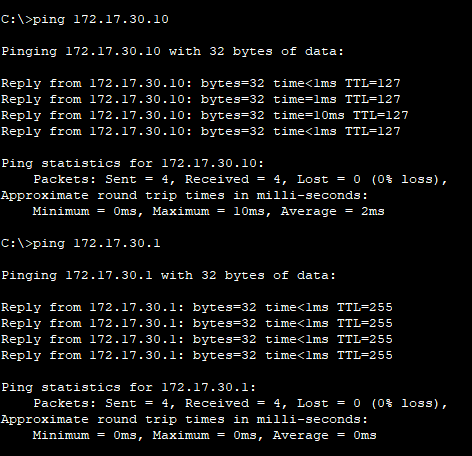 C:\>ping 172.17.30.10
Pinging 172.17.30.10 with 32 bytes of data:
Reply from 172.17.30.10: bytes=32 time<1ms TTL=127
Reply from 172.17.30.10: bytes=32 time=1ms TTL=127
Reply from 172.17.30.10: bytes=32 time=10ms TTL=127
Reply from 172.17.30.10: bytes=32 time<1ms TTL=127
Ping statistics for 172.17.30.10:
    Packets: Sent = 4, Received = 4, Lost = 0 (0% loss),
Approximate round trip times in milli-seconds:
    Minimum = 0ms, Maximum = 10ms, Average = 2ms
C:\>ping 172.17.30.1
Pinging 172.17.30.1 with 32 bytes of data:
Reply from 172.17.30.1: bytes=32 time<1ms TTL=255
Reply from 172.17.30.1: bytes=32 time<1ms TTL=255
Reply from 172.17.30.1: bytes=32 time<1ms TTL=255
Reply from 172.17.30.1: bytes=32 time<1ms TTL=255
Ping statistics for 172.17.30.1:
    Packets: Sent = 4, Received = 4, Lost = 0 (0% loss),
Approximate round trip times in milli-seconds:
    Minimum = 0ms, Maximum = 0ms, Average = 0ms